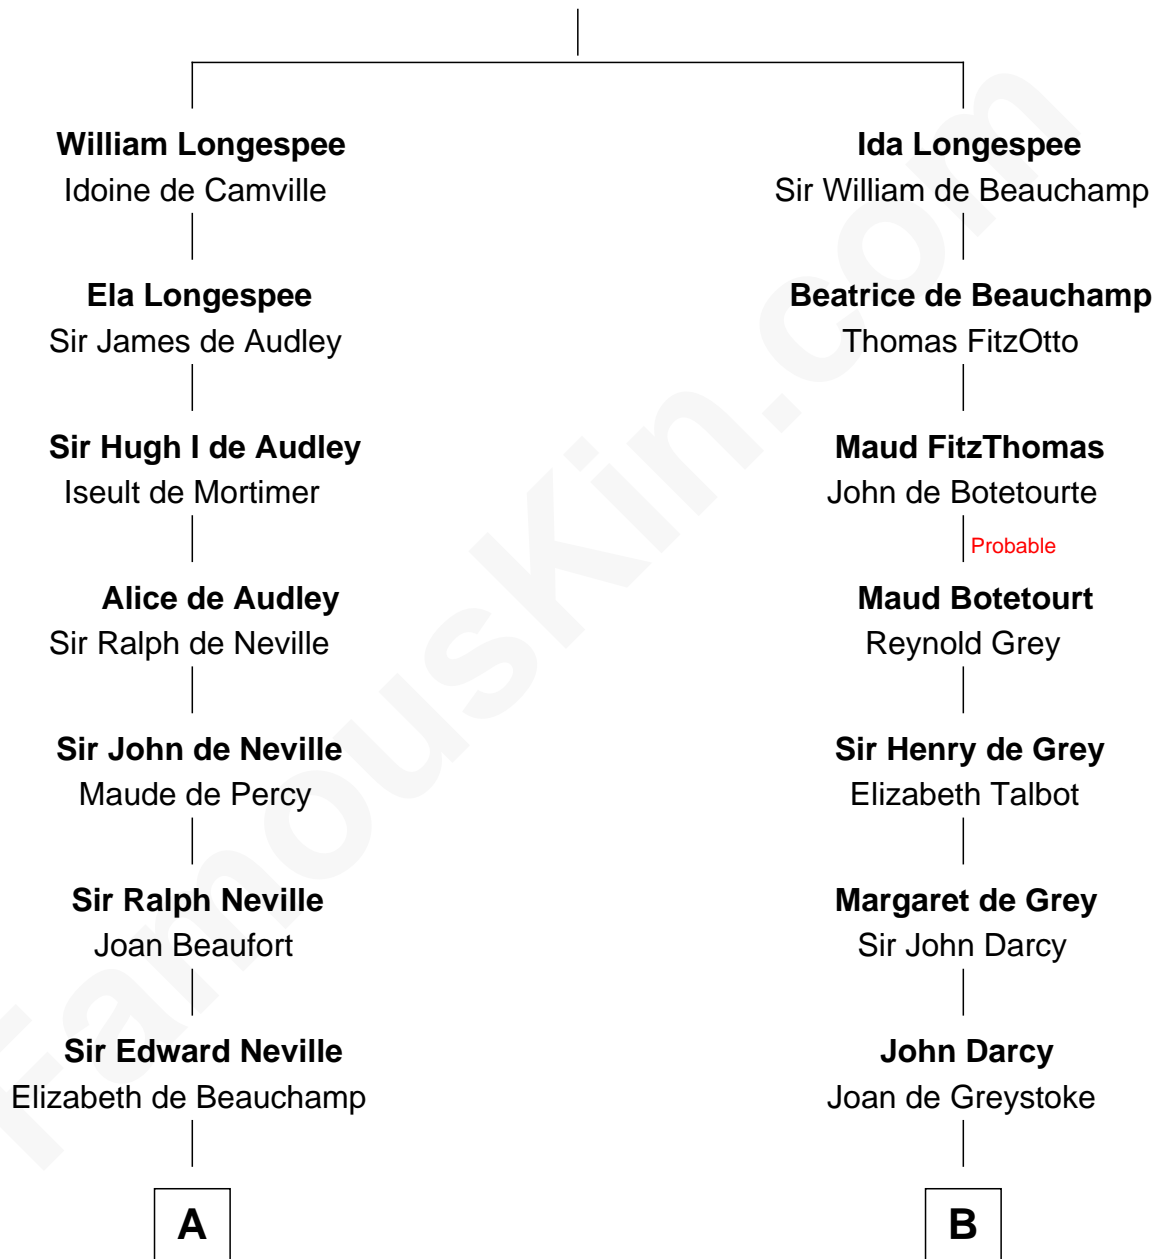 William Longespee
Idoine de Camville
Ida Longespee
Sir William de Beauchamp
Ela Longespee
Sir James de Audley
Beatrice de Beauchamp
Thomas FitzOtto
Sir Hugh I de Audley
Iseult de Mortimer
Maud FitzThomas
John de Botetourte
Probable
Alice de Audley
Sir Ralph de Neville
Maud Botetourt
Reynold Grey
Sir John de Neville
Maude de Percy
Sir Henry de Grey
Elizabeth Talbot
Sir Ralph Neville
Joan Beaufort
Margaret de Grey
Sir John Darcy
Sir Edward Neville
Elizabeth de Beauchamp
John Darcy
Joan de Greystoke
A
B
FamousKin.com